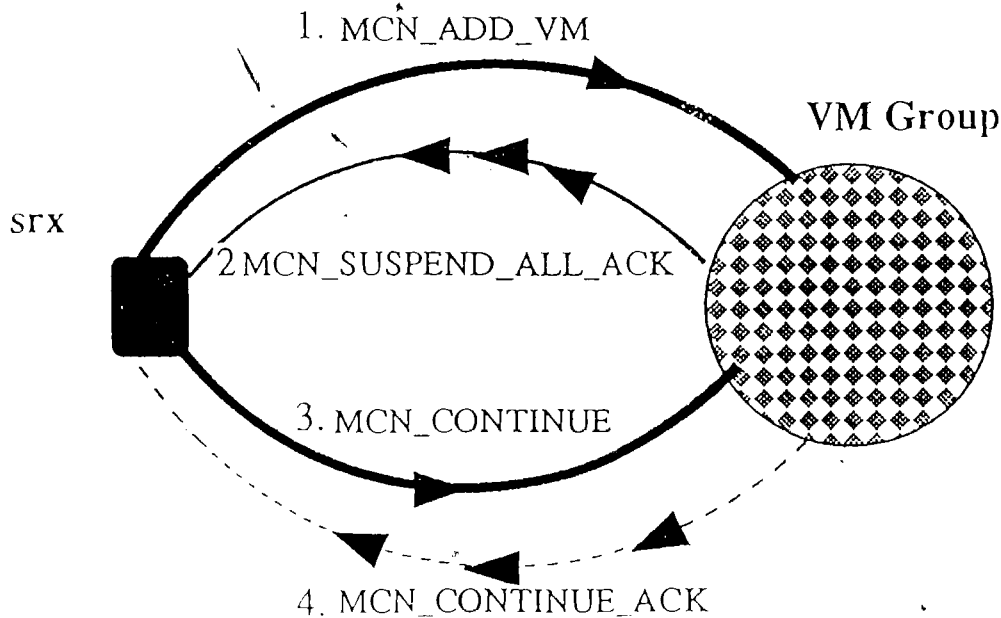 1. MCN_ADD_VM
VM Group
srx
2 MCN_SUSPEND_ALL_ACK
3. MCN_CONTINUE
4. MCN_CONTINUE_ACK